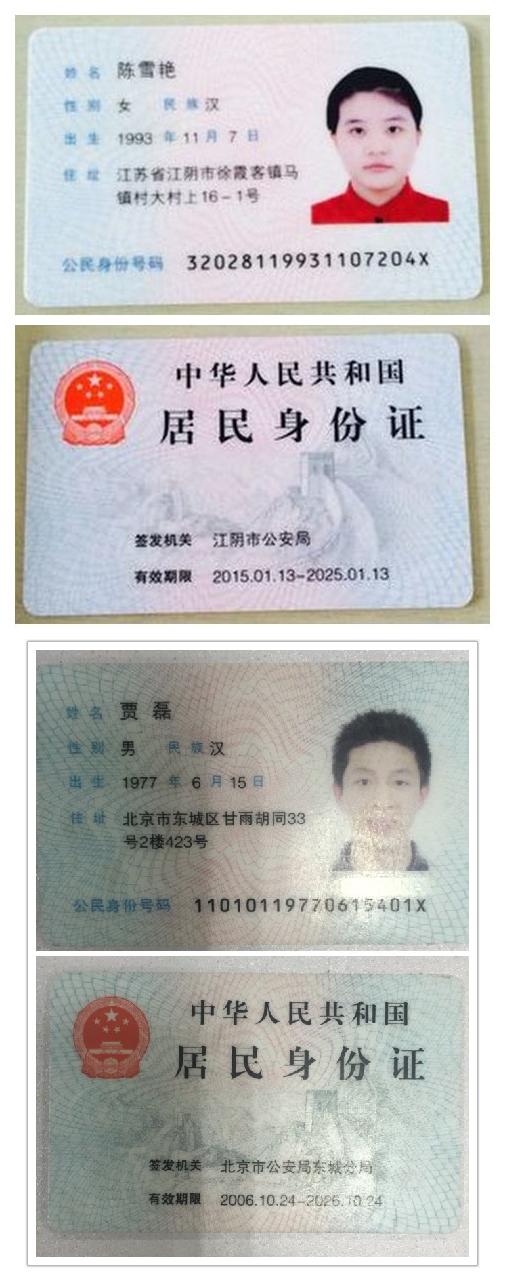 姓 名 陈雪艳
性 别 女 民 族 汉
出 生 1993 年 11 月 7 日
住 址 江苏省江阴市徐霞客镇马
镇村大村上16-1号
公民身份号码 32028119931107204X
中华人民共和国
居民身份证
签发机关 江阴市公安局
有效期限 2015.01.13-2025.01.13
姓 名 贾 磊
性 别 男 民 族 汉
出 生 1977 年 6 月 15 日
住 址 北京市东城区甘雨胡同33
号2楼423号
公民身份号码 11010119770615401X
中华人民共和国
居民身份证
签发机关 北京市公安局东城分局
有效期限 2006.10.24-2026.10.24